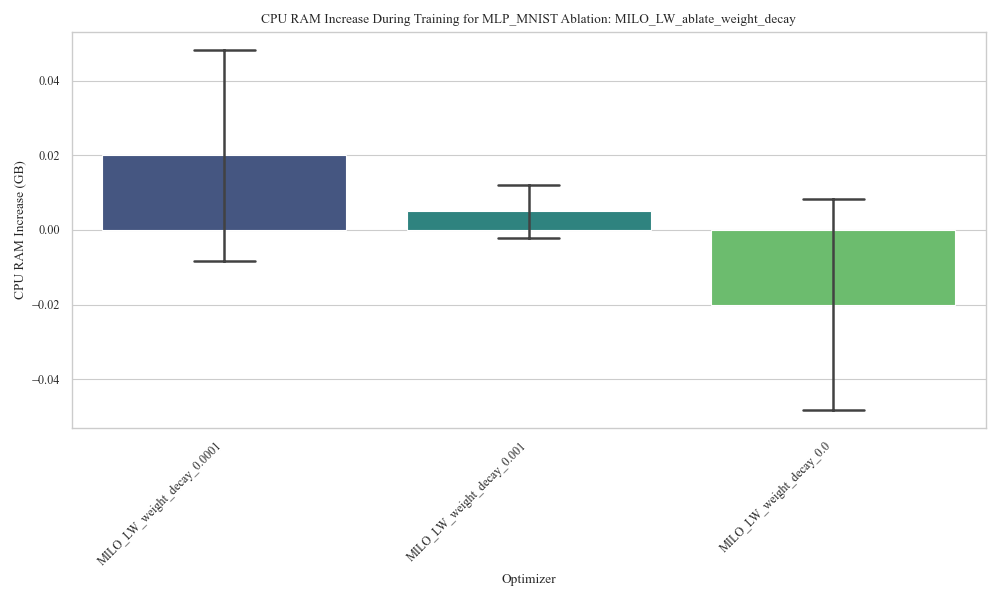 CPU RAM Increase During Training for MLP_MNIST Ablation: MILO_LW_ablate_weight_decay
CPU RAM Increase (GB)
0.04
0.02
0.00
−0.02
−0.04
MILO_LW_weight_decay_0.0001
MILO_LW_weight_decay_0.001
MILO_LW_weight_decay_0.0
Optimizer